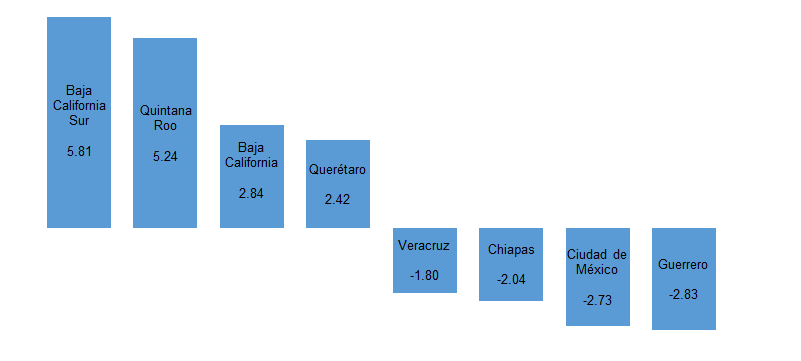 Baja
California
Sur
5.81
Quintana
Roo
5.24
Baja
California
2.84
Querétaro
2.42
Veracruz
-1.80
Chiapas
-2.04
Ciudad de
México
-2.73
Guerrero
-2.83